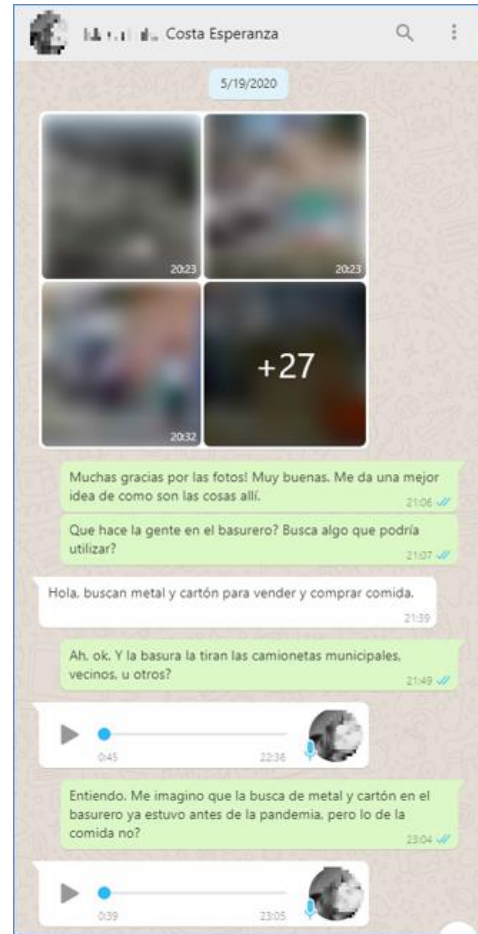 Costa Esperanza
5/19/2020
20:23
20:23
20:32
+27
Muchas gracias por las fotos! Muy buenas. Me da una mejor
idea de como son las cosas allí.
21:06
Que hace la gente en el basurero? Busca algo que podría
utilizar?
21:07
Hola, buscan metal y cartón para vender y comprar comida.
21:39
Ah, ok. Y la basura la tiran las camionetas municipales,
vecinos, u otros?
21:49
0:45 22:36
Entiendo. Me imagino que la busca de metal y cartón en el
basurero ya estuvo antes de la pandemia, pero lo de la
comida no?
23:04
0:39 23:05